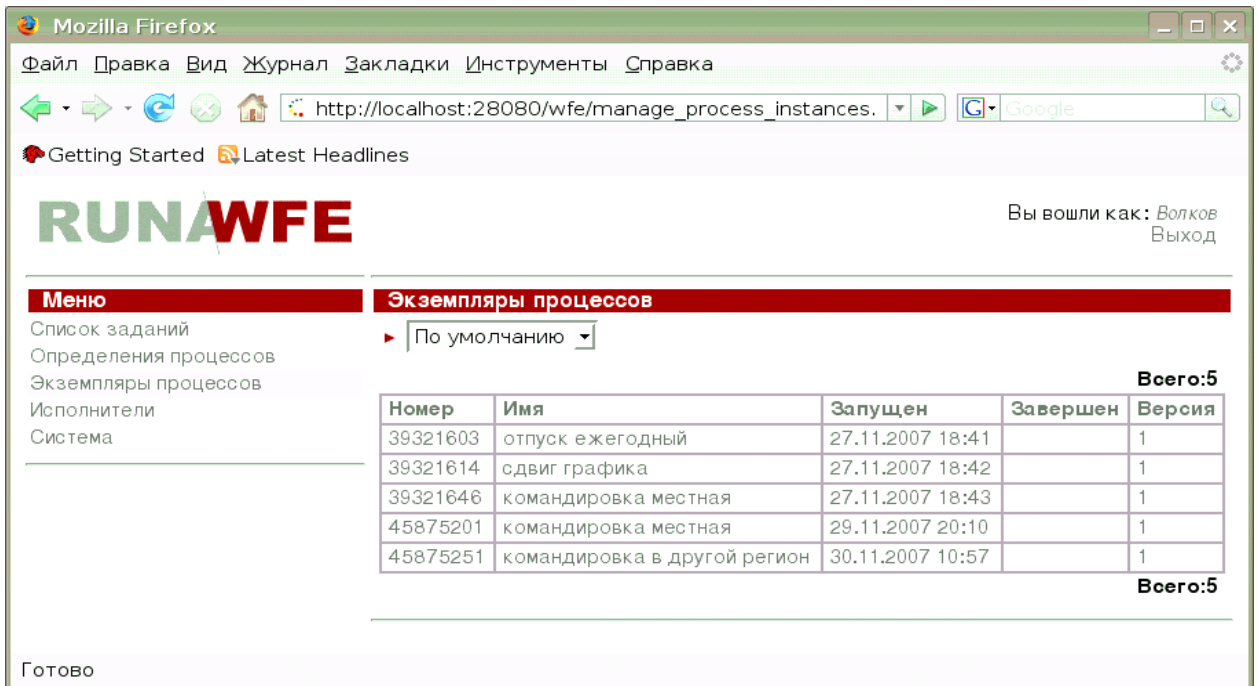 Mozilla Firefox
Файл Правка Вид Журнал Закладки Инструменты Справка
http://localhost:28080/wfe/manage_process_instances. G Google
Getting Started Latest Headlines
RUNAWFE
Вы вошли как: Волков
Выход
Меню
Список заданий
Определения процессов
Экземпляры процессов
Исполнители
Система
Экземпляры процессов
По умолчанию
Всего:5
Номер Имя Запущен Завершен Версия
39321603 отпуск ежегодный 27.11.2007 18:41 1
39321614 сдвиг графика 27.11.2007 18:42 1
39321646 командировка местная 27.11.2007 18:43 1
45875201 командировка местная 29.11.2007 20:10 1
45875251 командировка в другой регион 30.11.2007 10:57 1
Всего:5
Готово